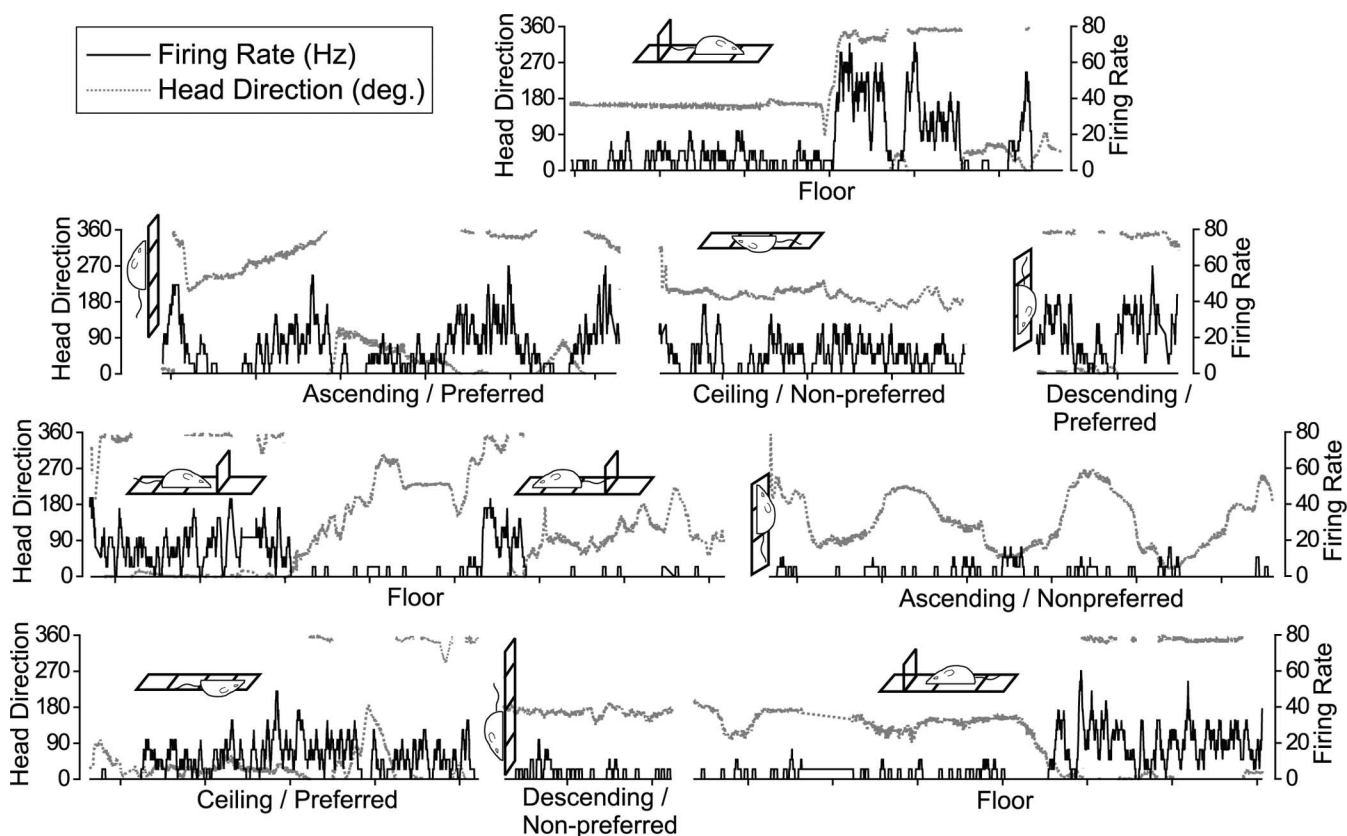 Firing Rate (Hz)
Head Direction (deg.)
Head Direction
360
270
180
90
0
80
60
40
20
0
Firing Rate
Floor
Head Direction
360
270
180
90
0
Ascending / Preferred
Ceiling / Non-preferred
Descending /
Preferred
80
60
40
20
0
Firing Rate
Head Direction
360
270
180
90
0
Floor
Ascending / Nonpreferred
80
60
40
20
0
Firing Rate
Head Direction
360
270
180
90
0
Ceiling / Preferred
Descending /
Non-preferred
Floor
80
60
40
20
0
Firing Rate